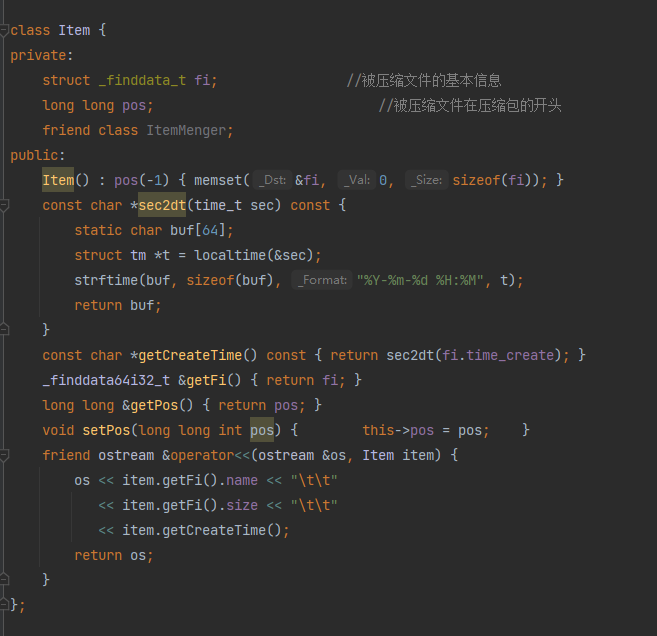 class Item {
private:
    struct _finddata_t fi;                //被压缩文件的基本信息
    long long pos;                            //被压缩文件在压缩包的开头
    friend class ItemMenger;
public:
    Item() : pos(-1) { memset( _Dst: &fi,  _Val: 0,  _Size: sizeof(fi)); }
    const char *sec2dt(time_t sec) const {
        static char buf[64];
        struct tm *t = localtime(&sec);
        strftime(buf, sizeof(buf),  _Format: "%Y-%m-%d %H:%M", t);
        return buf;
    }
    const char *getCreateTime() const { return sec2dt(fi.time_create); }
    _finddata64i32_t &getFi() { return fi; }
    long long &getPos() { return pos; }
    void setPos(long long int pos) {        this->pos = pos;    }
    friend ostream &operator<<(ostream &os, Item item) {
        os << item.getFi().name << "\t\t"
           << item.getFi().size << "\t\t"
           << item.getCreateTime();
        return os;
    }
};